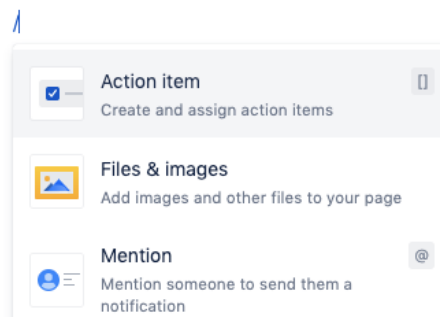 /
Action item
[]
Create and assign action items
Files & images
Add images and other files to your page
Mention
@
Mention someone to send them a
notification